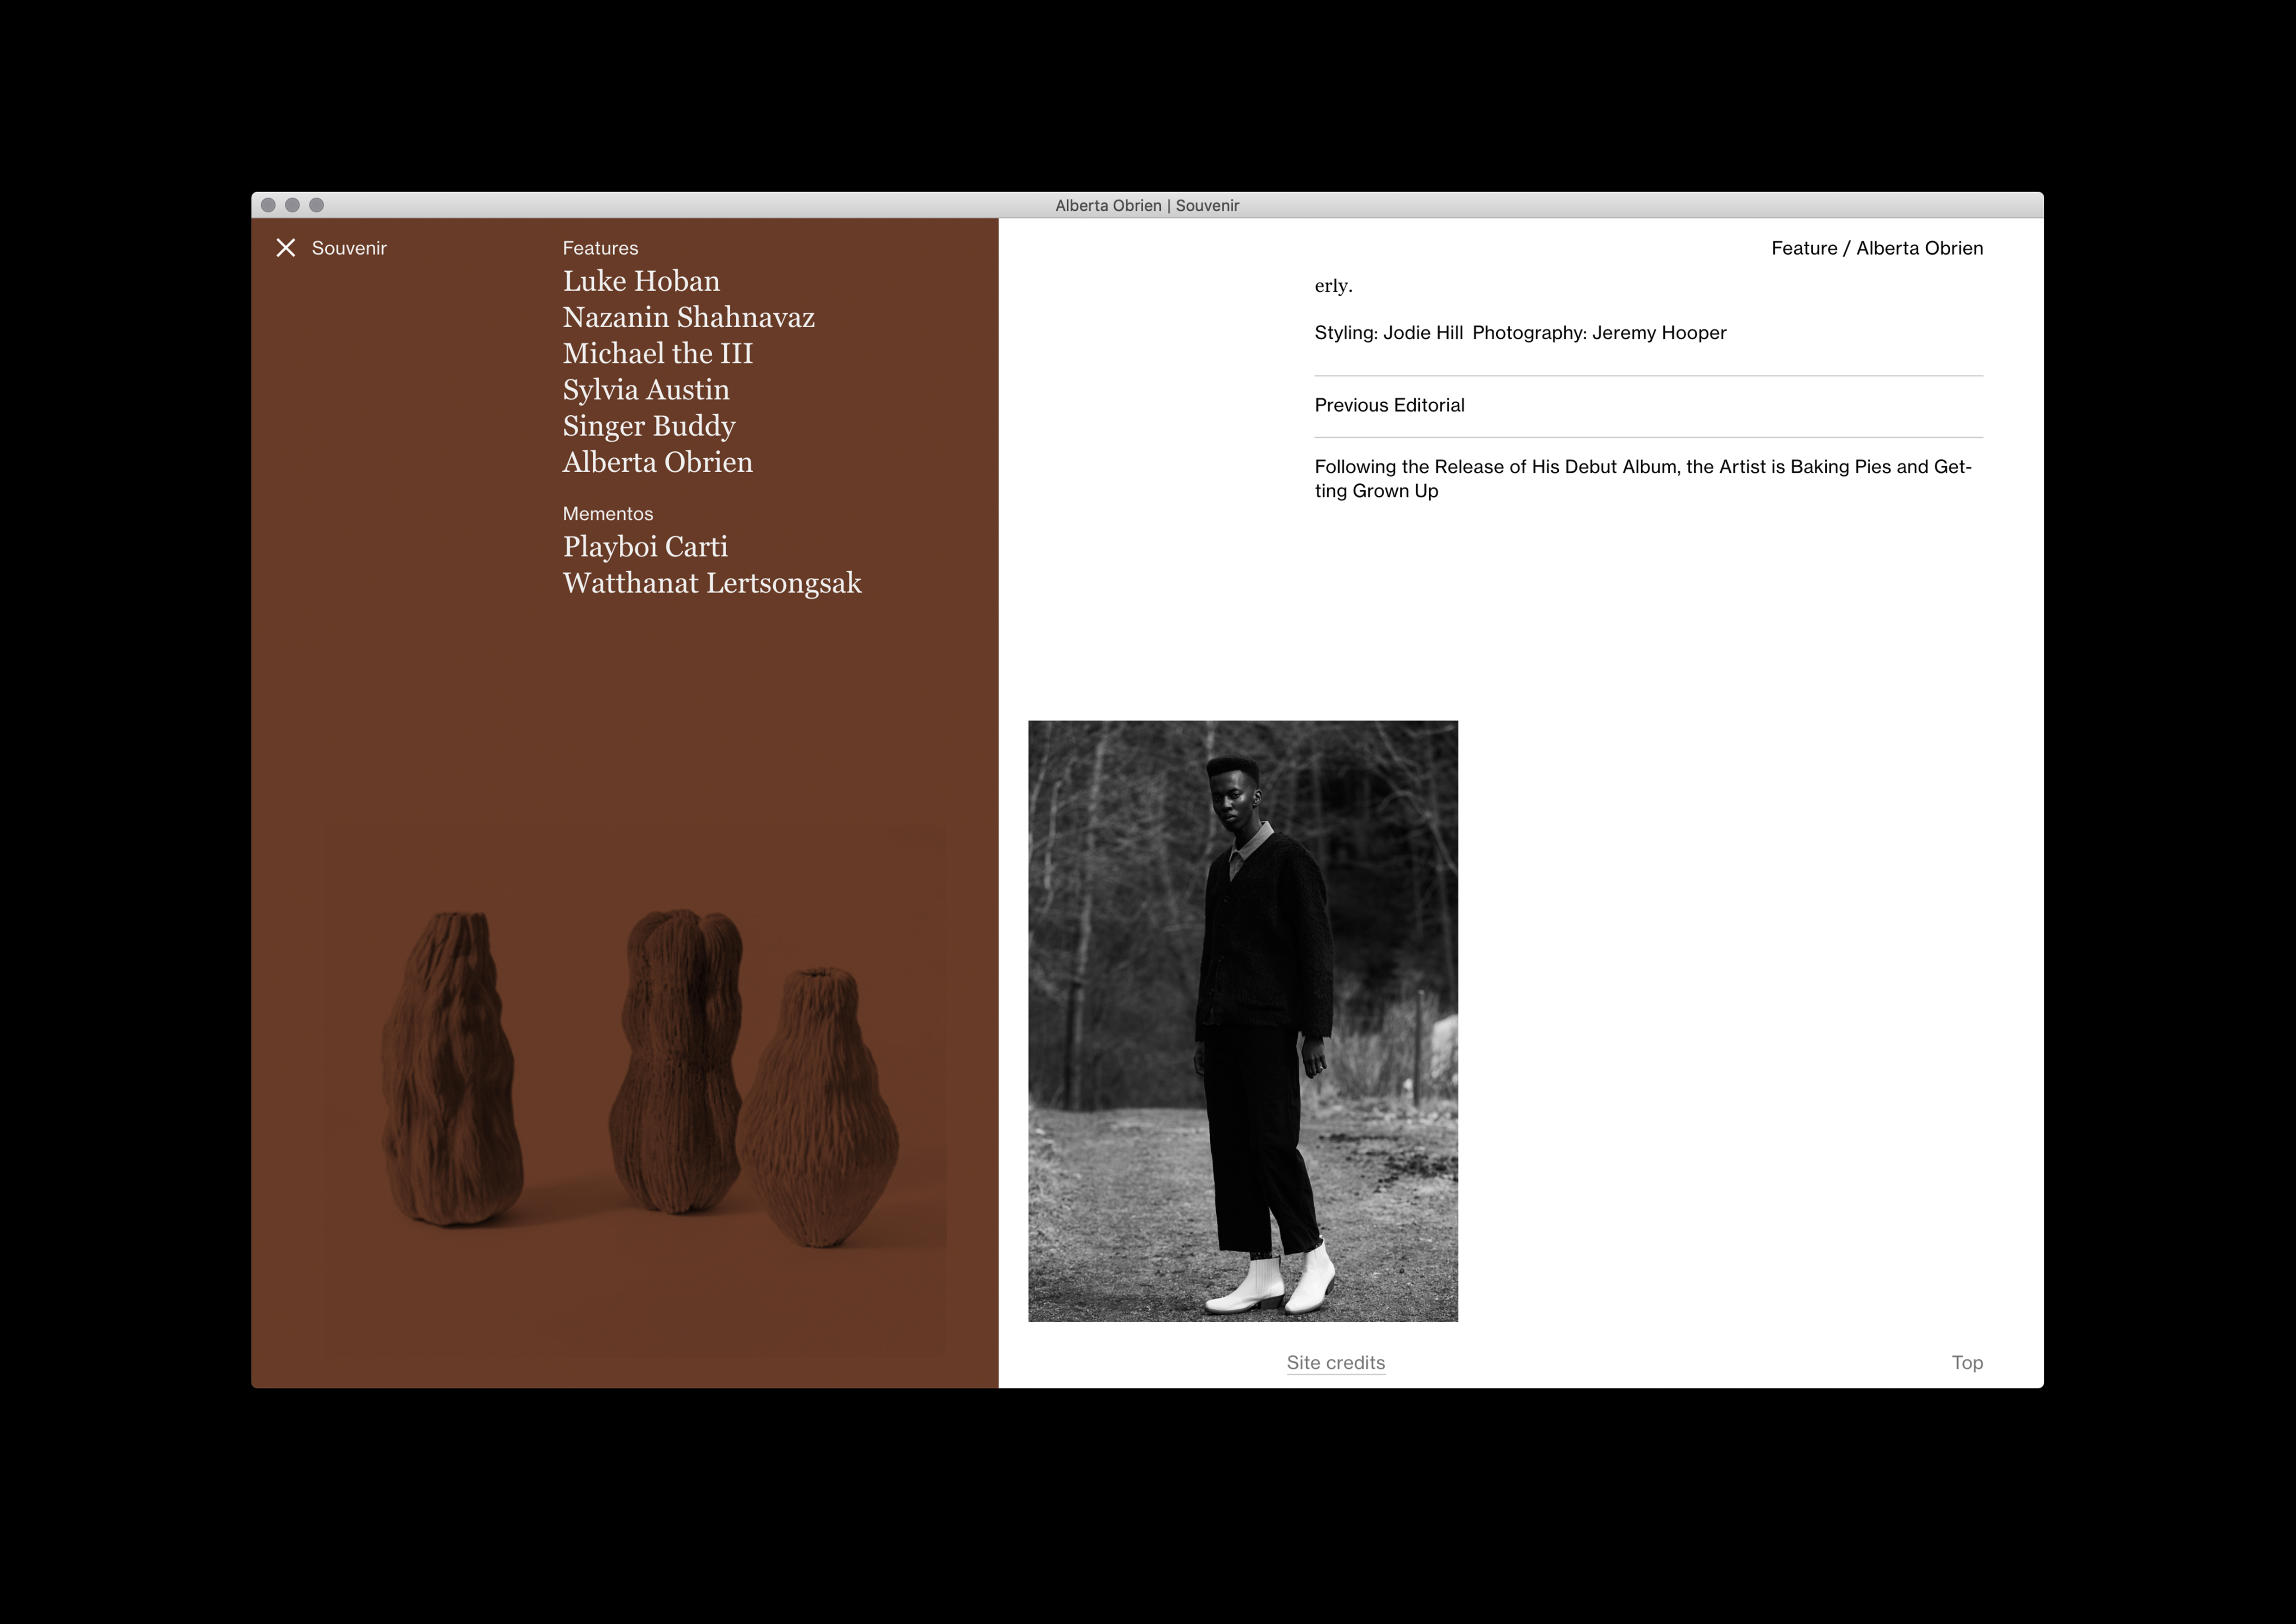 Alberta Obrien | Souvenir
Souvenir
Features
Luke Hoban
Nazanin Shahnavaz
Michael the III
Sylvia Austin
Singer Buddy
Alberta Obrien
Mementos
Playboi Carti
Watthanat Lertsongsak
Feature / Alberta Obrien
erly.
Styling: Jodie Hill Photography: Jeremy Hooper
Previous Editorial
Following the Release of His Debut Album, the Artist is Baking Pies and Get-
ting Grown Up
Site credits
Top